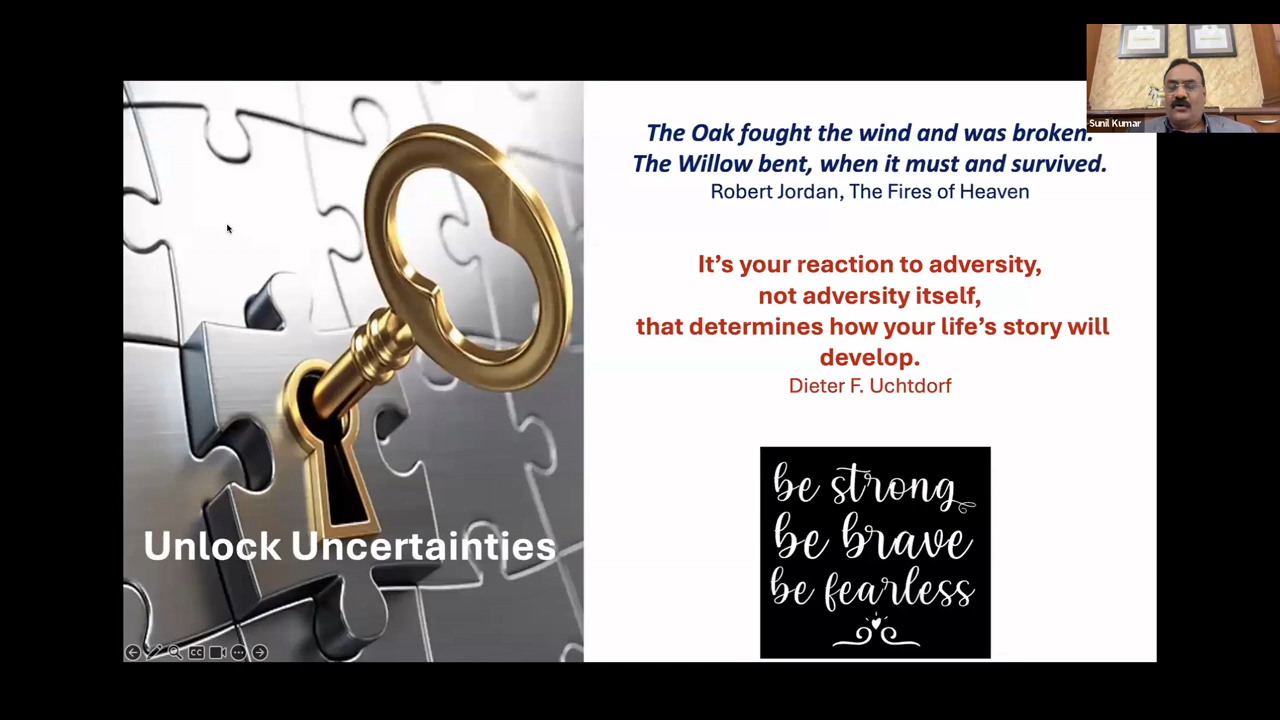 Sunil Kumar
The Oak fought the wind and was broken.
The Willow bent, when it must and survived.
Robert Jordan, The Fires of Heaven
It’s your reaction to adversity,
not adversity itself,
that determines how your life’s story will
develop.
Dieter F. Uchtdorf
be strong
be brave
be fearless
Unlock Uncertainties
CC